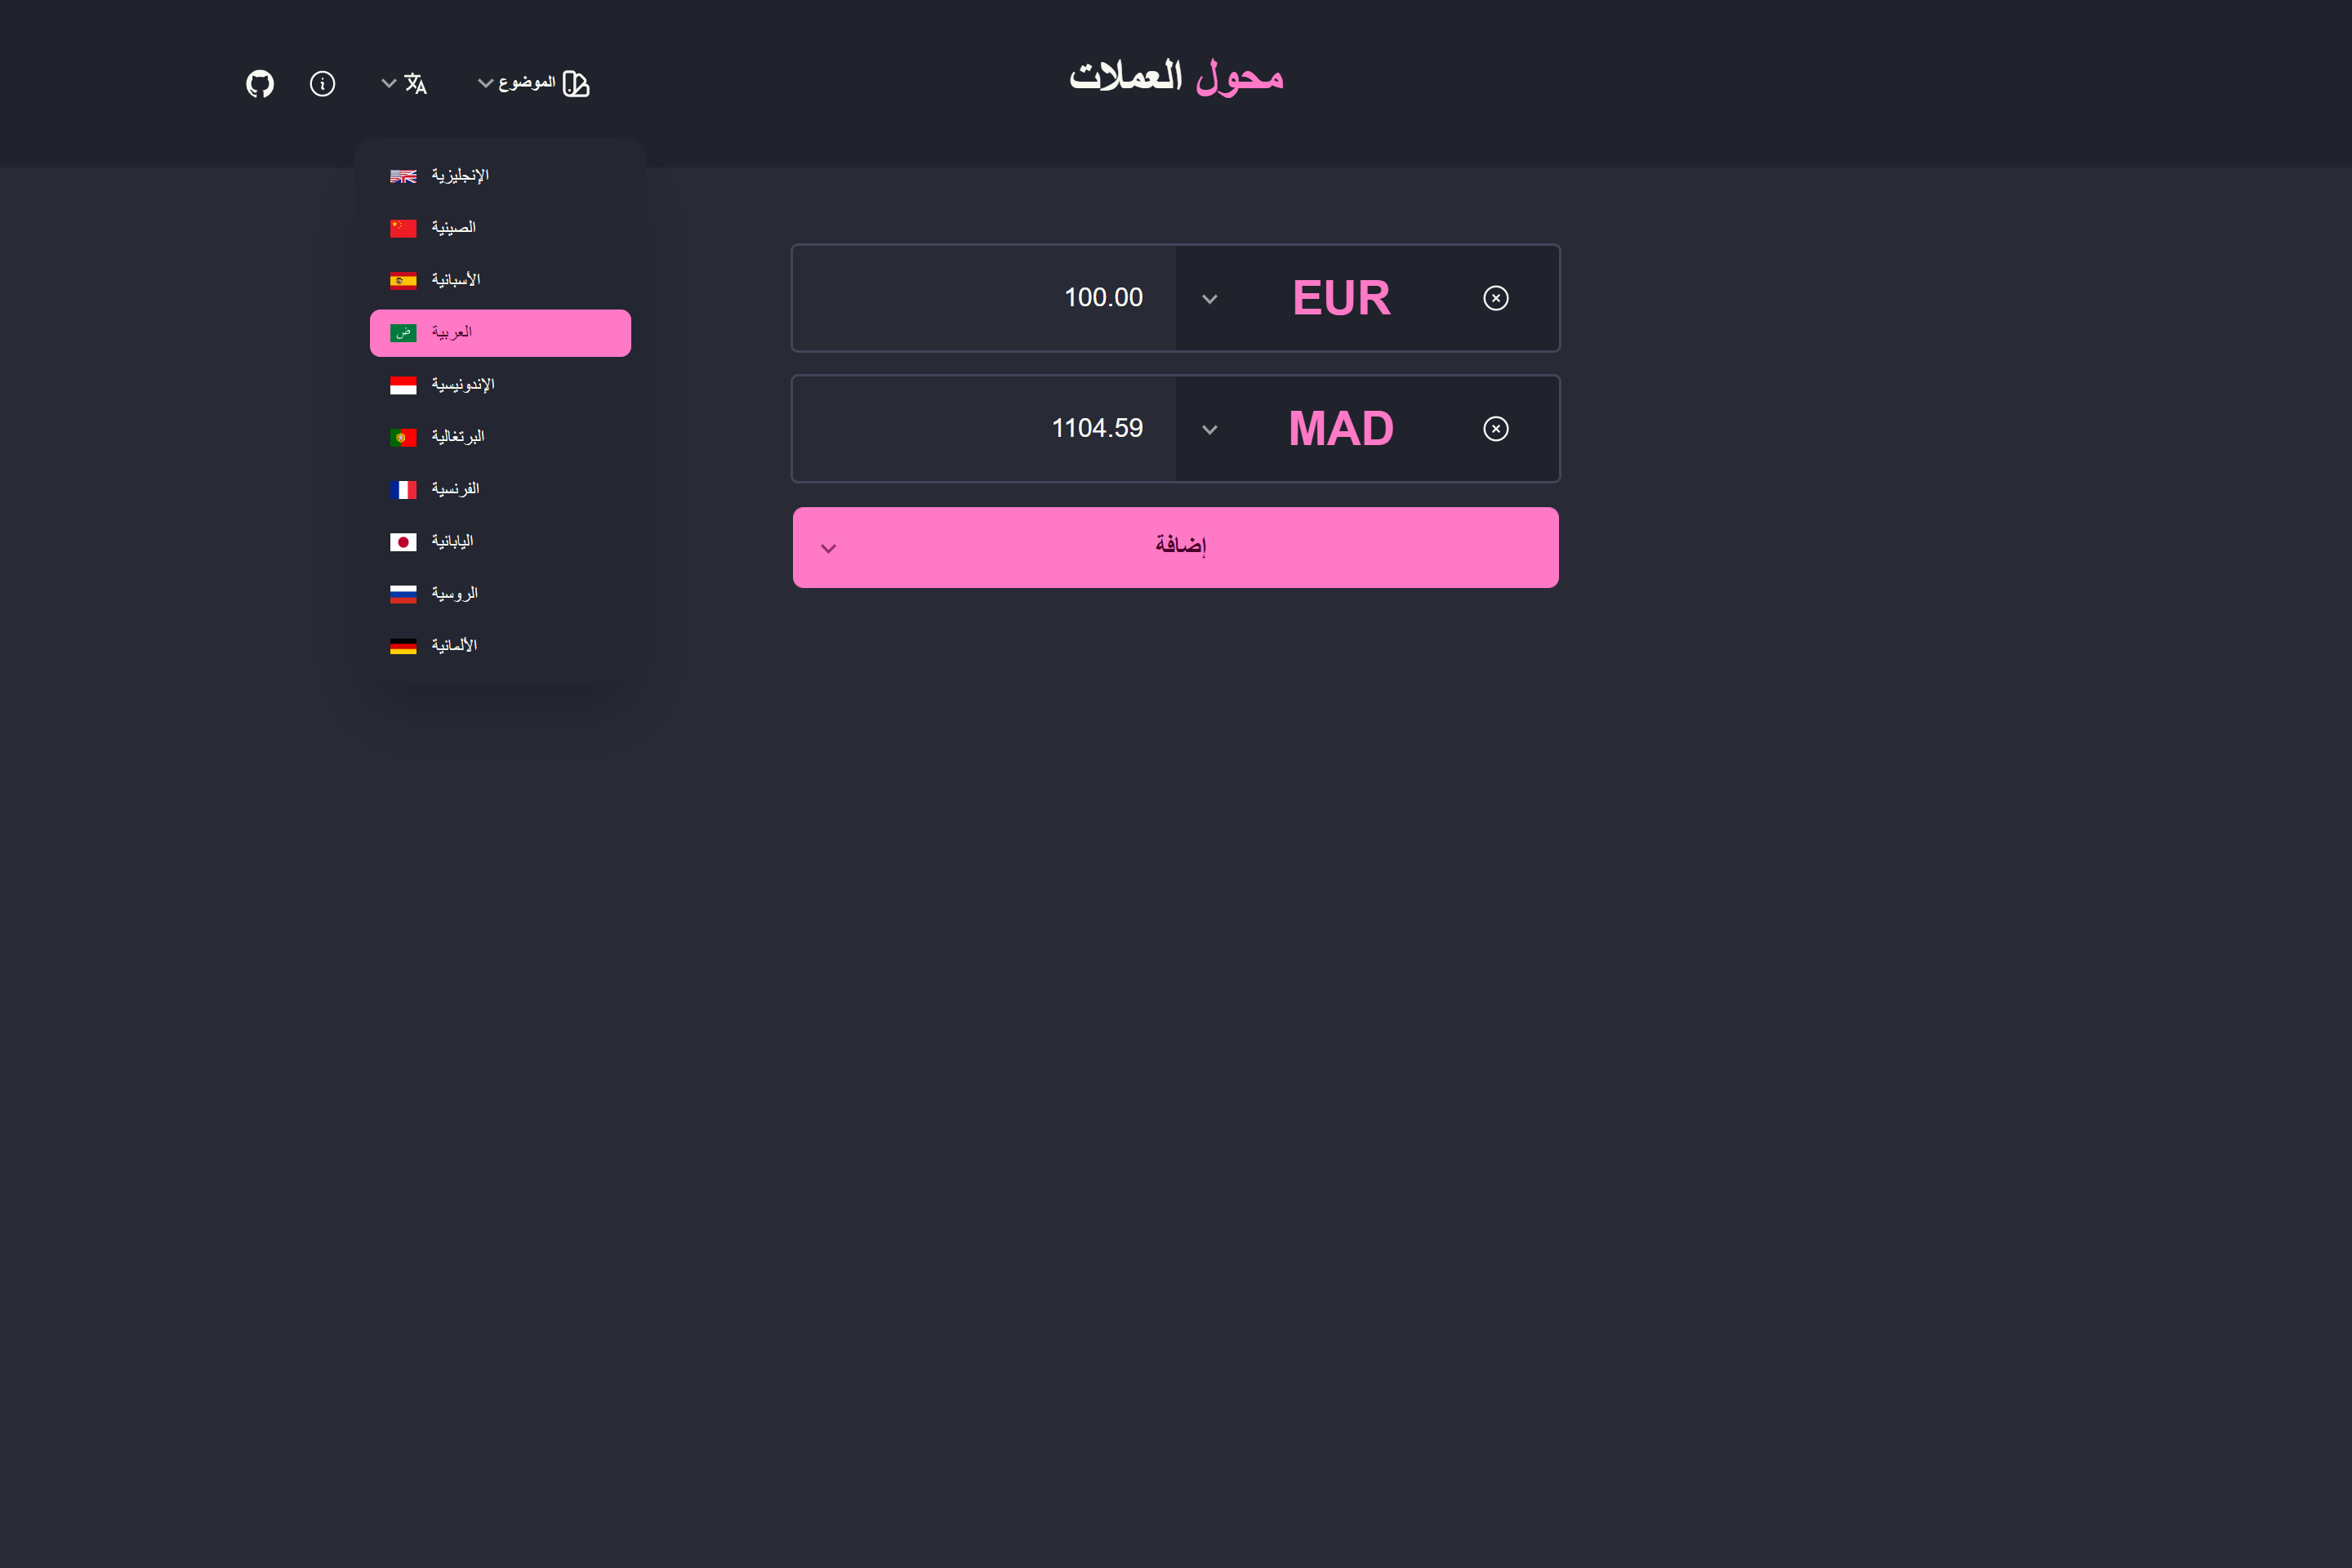 محول العملات
الموضوع
الإنجليزية
الصينية
الأسبانية
العربية
ض
الإندونيسية
البرتغالية
الفرنسية
اليابانية
الروسية
الألمانية
EUR
100.00
MAD
1104.59
إضافة